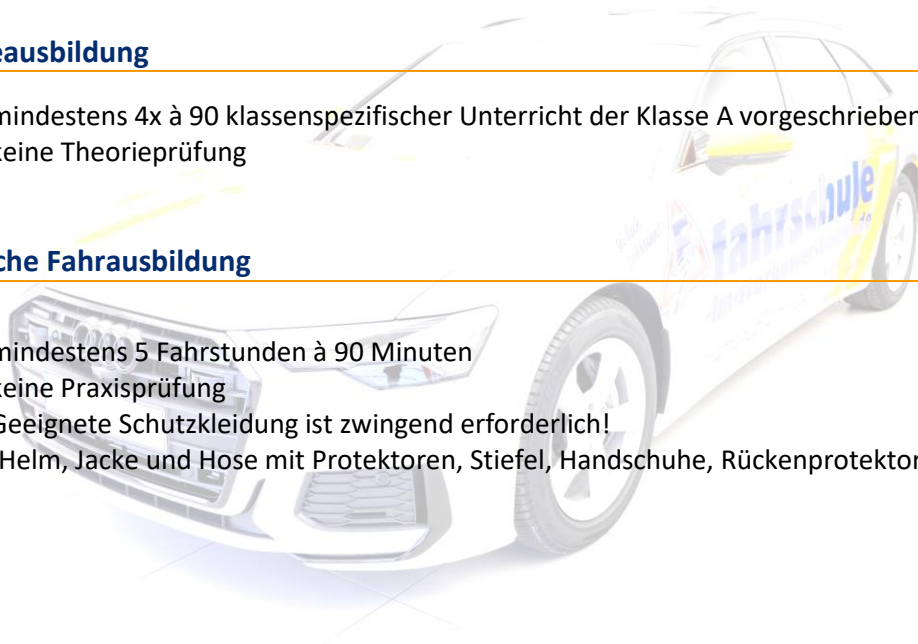 eausbildung
mindestens 4x à 90 klassenspezifischer Unterricht der Klasse A vorgeschrieben
keine Theorieprüfung
che Fahrausbildung
mindestens 5 Fahrstunden à 90 Minuten
keine Praxisprüfung
Geeignete Schutzkleidung ist zwingend erforderlich!
Helm, Jacke und Hose mit Protektoren, Stiefel, Handschuhe, Rückenprotektor
fahrschule